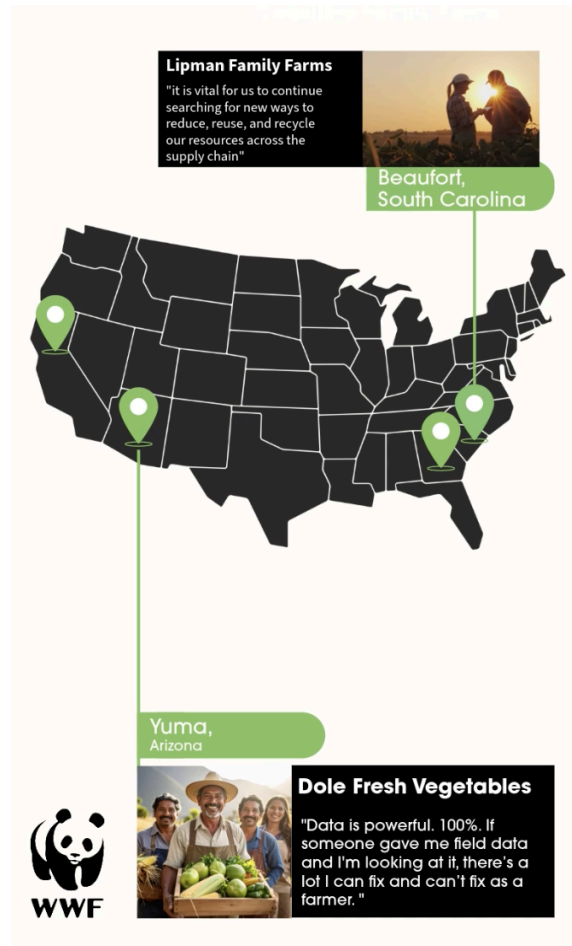 Lipman Family Farms
"it is vital for us to continue
searching for new ways to
reduce, reuse, and recycle
our resources across the
supply chain"
Beaufort,
South Carolina
Yuma,
Arizona
Dole Fresh Vegetables
"Data is powerful. 100%. If
someone gave me field data
and I'm looking at it, there's a
lot I can fix and can't fix as a
farmer. "
WWF